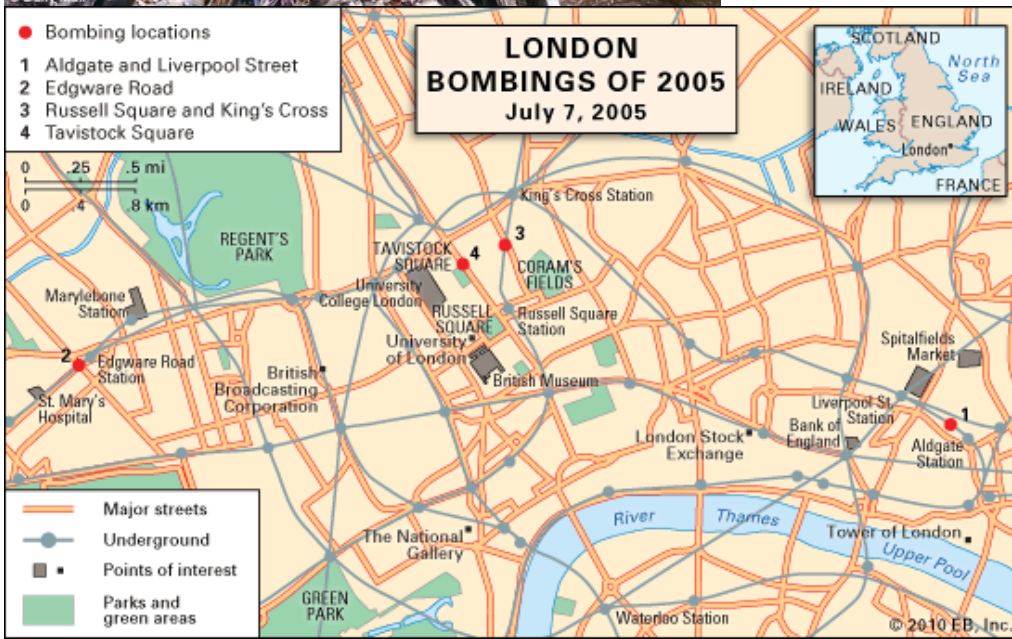 Bombing locations
1 Aldgate and Liverpool Street
2 Edgware Road
3 Russell Square and King's Cross
4 Tavistock Square
LONDON
BOMBINGS OF 2005
July 7, 2005
SCOTLAND
North
Sea
IRELAND
WALES
ENGLAND
London
FRANCE
0 .25 .5 mi
0 .4 .8 km
King's Cross Station
REGENT'S
PARK
TAVISTOCK
SQUARE
4
3
CORAM'S
FIELDS
University
College London
Marylebone
Station
RUSSELL
SQUARE
Russell Square
Station
University
of London
Spitalfields
Market
2
Edgware Road
Station
British
Broadcasting
Corporation
British Museum
St. Mary's
Hospital
Liverpool St.
Station
1
Bank of
England
London Stock
Exchange
Aldgate
Station
Major streets
Underground
Points of interest
Parks and
green areas
The National
Gallery
River Thames
Tower of London
Upper Pool
GREEN
PARK
Waterloo Station
© 2010 EB, Inc.